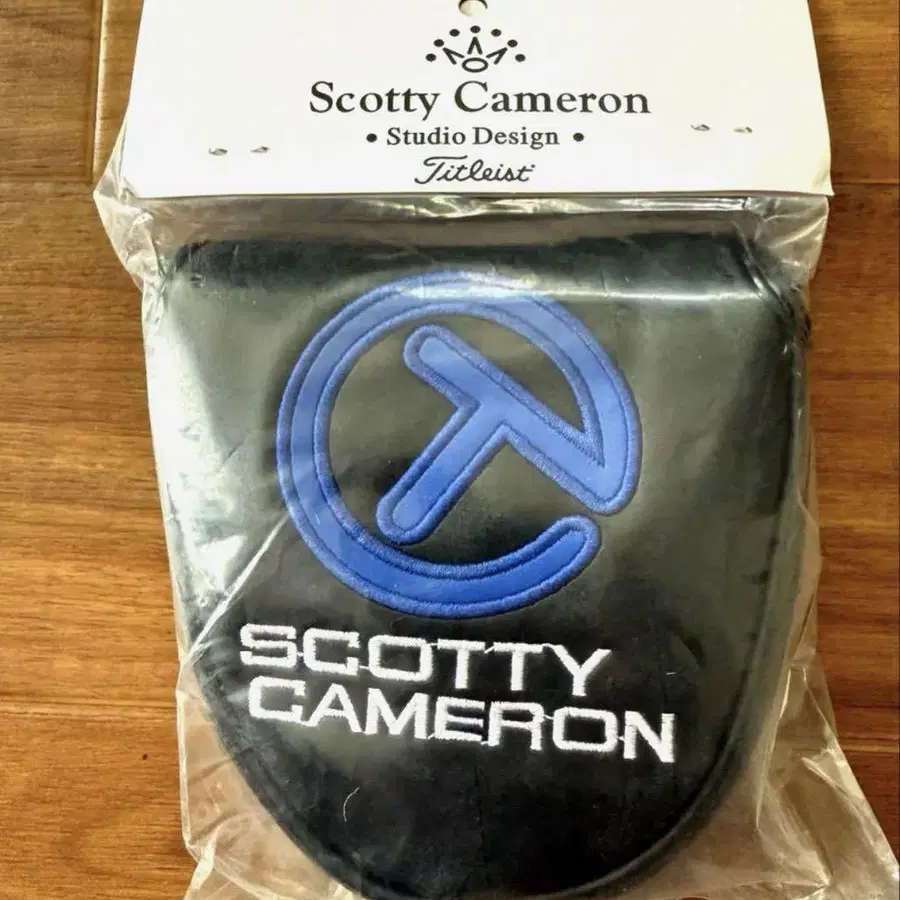 Scotty Cameron
• Studio Design •
Titleist
SCOTTY
CAMERON